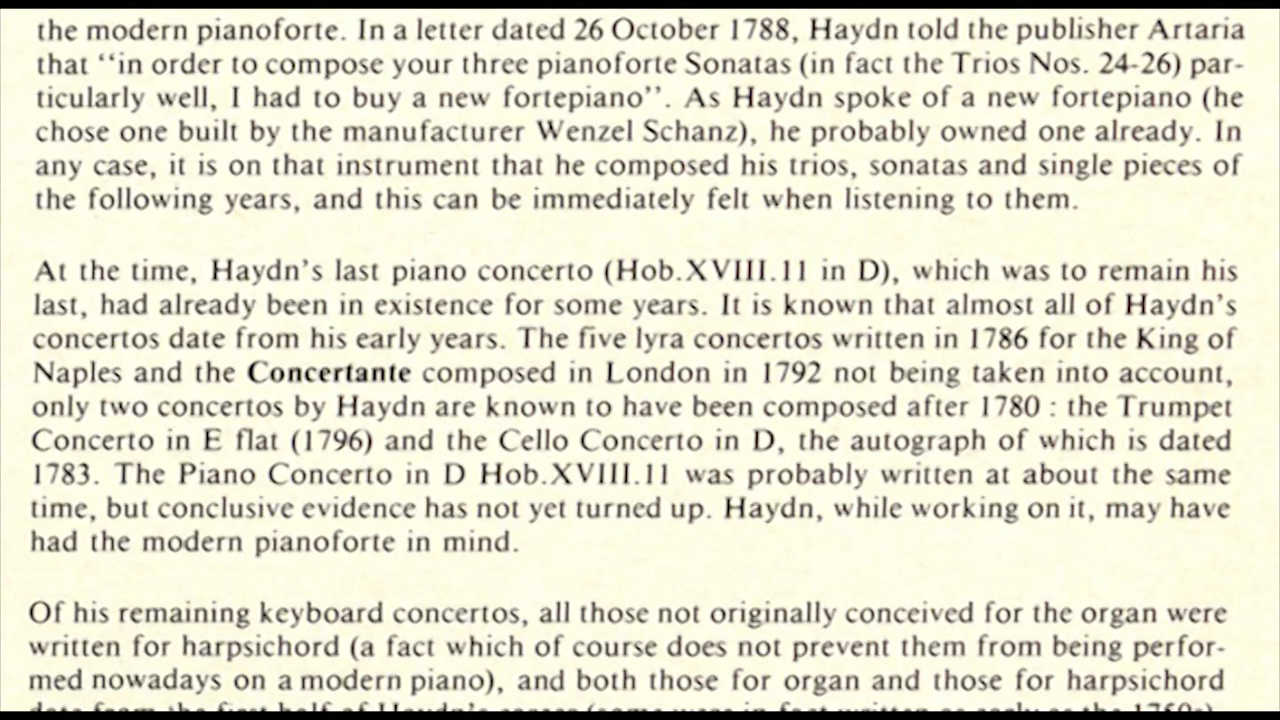 the modern pianoforte. In a letter dated 26 October 1788, Haydn told the publisher Artaria
that ‘‘in order to compose your three pianoforte Sonatas (in fact the Trios Nos. 24-26) par-
ticularly well, I had to buy a new fortepiano’’. As Haydn spoke of a new fortepiano (he
chose one built by the manufacturer Wenzel Schanz), he probably owned one already. In
any case, it is on that instrument that he composed his trios, sonatas and single pieces of
the following years, and this can be immediately felt when listening to them.
At the time, Haydn’s last piano concerto (Hob.XVIII.11 in D), which was to remain his
last, had already been in existence for some years. It is known that almost all of Haydn’s
concertos date from his early years. The five lyra concertos written in 1786 for the King of
Naples and the Concertante composed in London in 1792 not being taken into account,
only two concertos by Haydn are known to have been composed after 1780 : the Trumpet
Concerto in E flat (1796) and the Cello Concerto in D, the autograph of which is dated
1783. The Piano Concerto in D Hob.XVIII.11 was probably written at about the same
time, but conclusive evidence has not yet turned up. Haydn, while working on it, may have
had the modern pianoforte in mind.
Of his remaining keyboard concertos, all those not originally conceived for the organ were
written for harpsichord (a fact which of course does not prevent them from being perfor-
med nowadays on a modern piano), and both those for organ and those for harpsichord